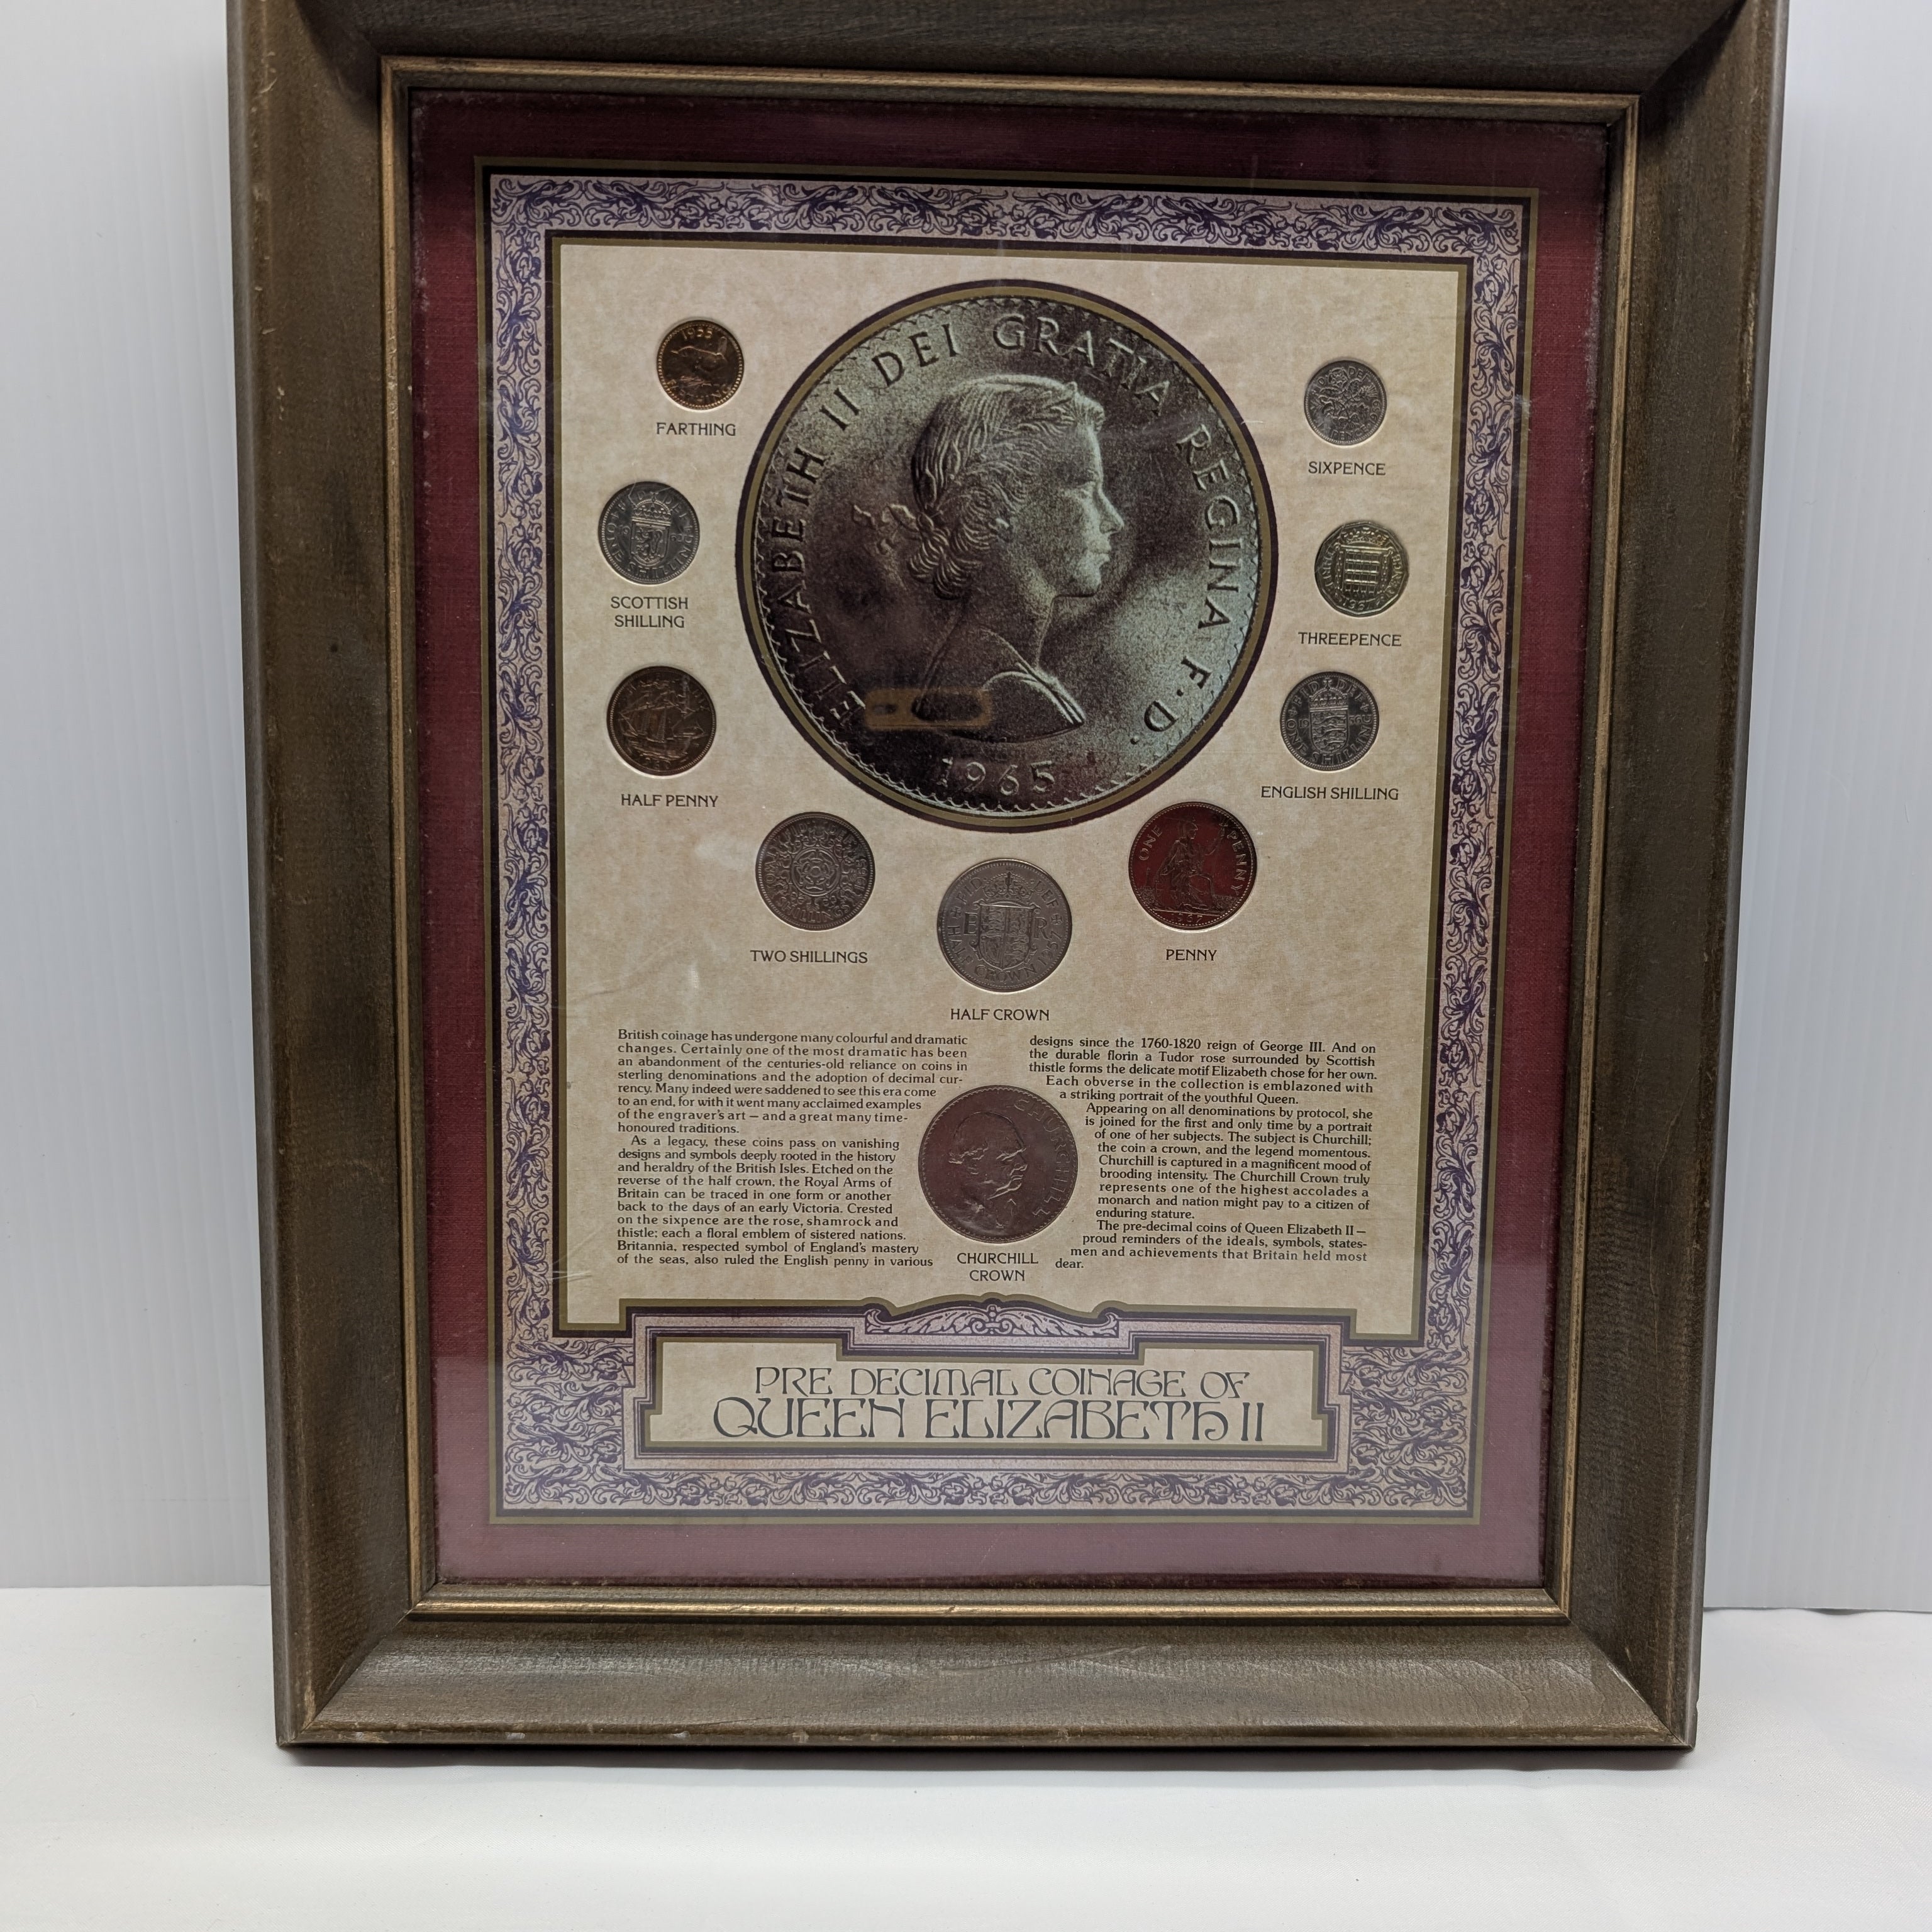 ELIZABETH II DEI GRATIA REGINA F.D.
1965
1955
FARTHING
SIXPENCE
SCOTTISH
SHILLING
THREEPENCE
HALF PENNY
ENGLISH SHILLING
TWO SHILLINGS
ONE PENNY
1967
PENNY
E R
HALF CROWN
British coinage has undergone many colourful and dramatic
changes. Certainly one of the most dramatic has been
an abandonment of the centuries-old reliance on coins in
sterling denominations and the adoption of decimal cur-
rency. Many indeed were saddened to see this era come
to an end, for with it went many acclaimed examples
of the engraver's art — and a great many time-
honoured traditions.
As a legacy, these coins pass on vanishing
designs and symbols deeply rooted in the history
and heraldry of the British Isles. Etched on the
reverse of the half crown, the Royal Arms of
Britain can be traced in one form or another
back to the days of an early Victoria. Crested
on the sixpence are the rose, shamrock and
thistle; each a floral emblem of sistered nations.
Britannia, respected symbol of England's mastery
of the seas, also ruled the English penny in various
designs since the 1760-1820 reign of George III. And on
the durable florin a Tudor rose surrounded by Scottish
thistle forms the delicate motif Elizabeth chose for her own.
Each obverse in the collection is emblazoned with
a striking portrait of the youthful Queen.
Appearing on all denominations by protocol, she
is joined for the first and only time by a portrait
of one of her subjects. The subject is Churchill;
the coin a crown, and the legend momentous.
Churchill is captured in a magnificent mood of
brooding intensity. The Churchill Crown truly
represents one of the highest accolades a
monarch and nation might pay to a citizen of
enduring stature.
The pre-decimal coins of Queen Elizabeth II —
proud reminders of the ideals, symbols, states-
men and achievements that Britain held most
dear.
CHURCHILL
CHURCHILL
CROWN
PRE DECIMAL COINAGE OF
QUEEN ELIZABETH II